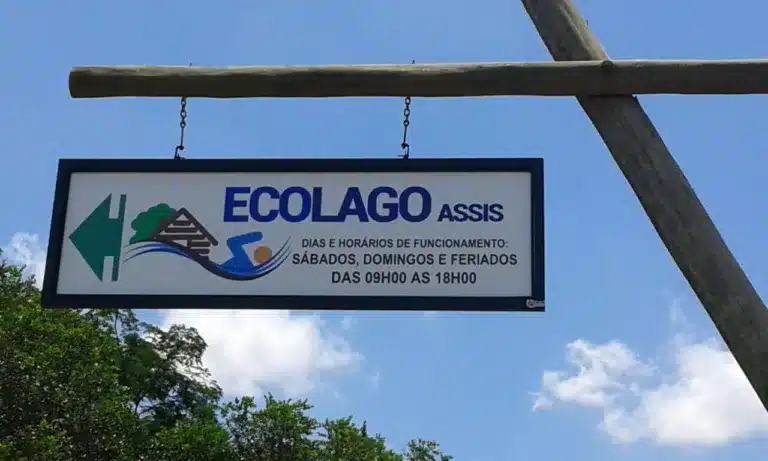 ECOLAGO ASSIS
DIAS E HORÁRIOS DE FUNCIONAMENTO:
SÁBADOS, DOMINGOS E FERIADOS
DAS 09H00 AS 18H00